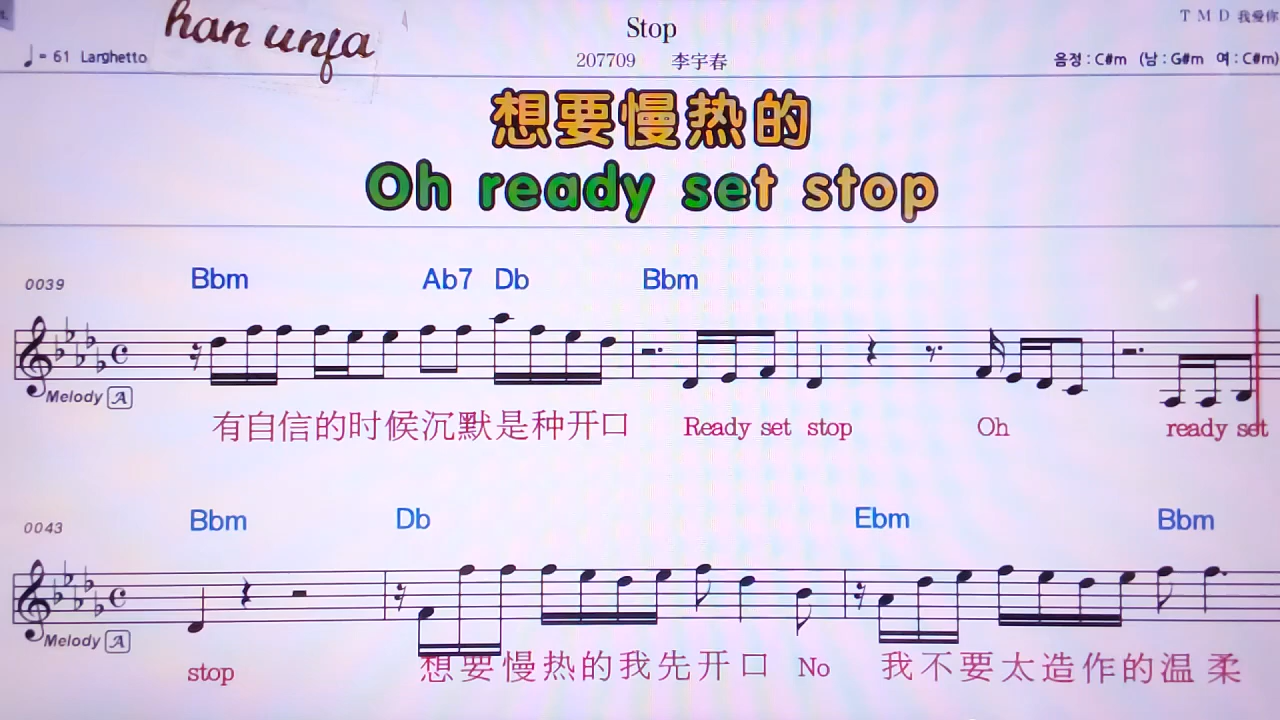 han unfa
Stop
T M D 我爱你
♩ = 61 Larghetto
207709 李宇春
음정 : C#m (남 : G#m 여 : C#m)
想要慢热的
Oh ready set stop
0039 Bbm Ab7 Db Bbm
Melody A
有自信的时候沉默是种开口 Ready set stop Oh ready set
0043 Bbm Db Ebm Bbm
Melody A
stop 想要慢热的我先开口 No 我不要太造作的温柔